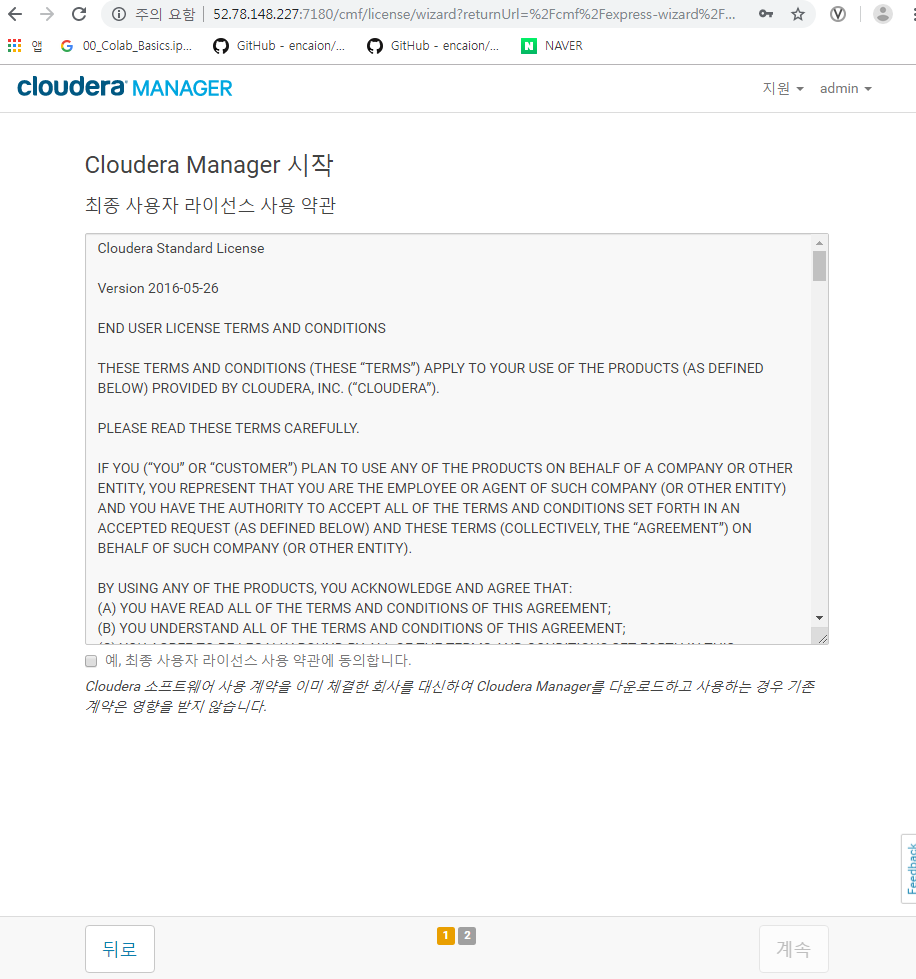 주의 요함 52.78.148.227:7180/cmf/license/wizard?returnUrl=%2Fcmf%2Fexpress-wizard%2F...
앱 00_Colab_Basics.ip... GitHub - encaion/... GitHub - encaion/... N NAVER
cloudera MANAGER 지원 admin
Cloudera Manager 시작
최종 사용자 라이선스 사용 약관
Cloudera Standard License
Version 2016-05-26
END USER LICENSE TERMS AND CONDITIONS
THESE TERMS AND CONDITIONS (THESE “TERMS”) APPLY TO YOUR USE OF THE PRODUCTS (AS DEFINED
BELOW) PROVIDED BY CLOUDERA, INC. (“CLOUDERA”).
PLEASE READ THESE TERMS CAREFULLY.
IF YOU (“YOU” OR “CUSTOMER”) PLAN TO USE ANY OF THE PRODUCTS ON BEHALF OF A COMPANY OR OTHER
ENTITY, YOU REPRESENT THAT YOU ARE THE EMPLOYEE OR AGENT OF SUCH COMPANY (OR OTHER ENTITY)
AND YOU HAVE THE AUTHORITY TO ACCEPT ALL OF THE TERMS AND CONDITIONS SET FORTH IN AN
ACCEPTED REQUEST (AS DEFINED BELOW) AND THESE TERMS (COLLECTIVELY, THE “AGREEMENT”) ON
BEHALF OF SUCH COMPANY (OR OTHER ENTITY).
BY USING ANY OF THE PRODUCTS, YOU ACKNOWLEDGE AND AGREE THAT:
(A) YOU HAVE READ ALL OF THE TERMS AND CONDITIONS OF THIS AGREEMENT;
(B) YOU UNDERSTAND ALL OF THE TERMS AND CONDITIONS OF THIS AGREEMENT;
예, 최종 사용자 라이선스 사용 약관에 동의합니다.
Cloudera 소프트웨어 사용 계약을 이미 체결한 회사를 대신하여 Cloudera Manager를 다운로드하고 사용하는 경우 기존
계약은 영향을 받지 않습니다.
Feedback
뒤로 1 2 계속